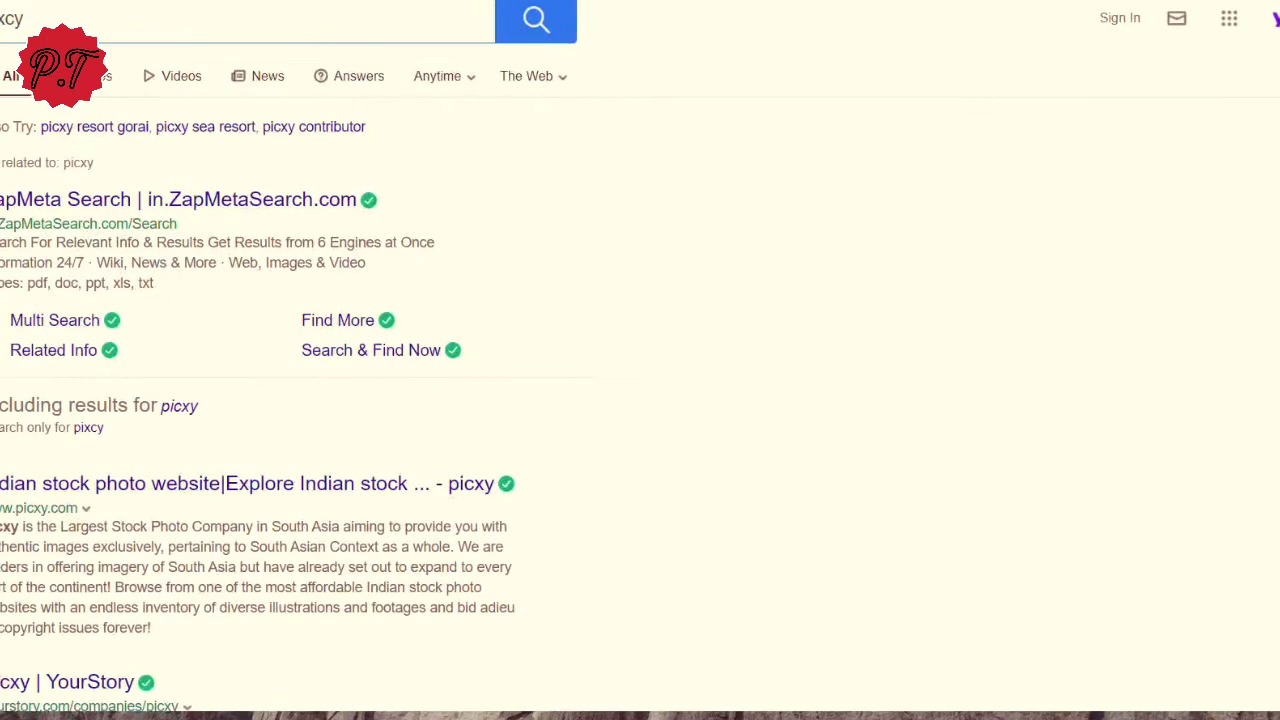 xcy
Sign In
P.T
All
s
Videos
News
Answers
Anytime
The Web
so Try: picxy resort gorai, picxy sea resort, picxy contributor
related to: picxy
apMeta Search | in.ZapMetaSearch.com
ZapMetaSearch.com/Search
arch For Relevant Info & Results Get Results from 6 Engines at Once
ormation 24/7 · Wiki, News & More · Web, Images & Video
pes: pdf, doc, ppt, xls, txt
Multi Search
Find More
Related Info
Search & Find Now
cluding results for picxy
arch only for pixcy
dian stock photo website|Explore Indian stock ... - picxy
ww.picxy.com
cxy is the Largest Stock Photo Company in South Asia aiming to provide you with
thentic images exclusively, pertaining to South Asian Context as a whole. We are
ders in offering imagery of South Asia but have already set out to expand to every
rt of the continent! Browse from one of the most affordable Indian stock photo
bsites with an endless inventory of diverse illustrations and footages and bid adieu
copyright issues forever!
cxy | YourStory
urstory.com/companies/picxy